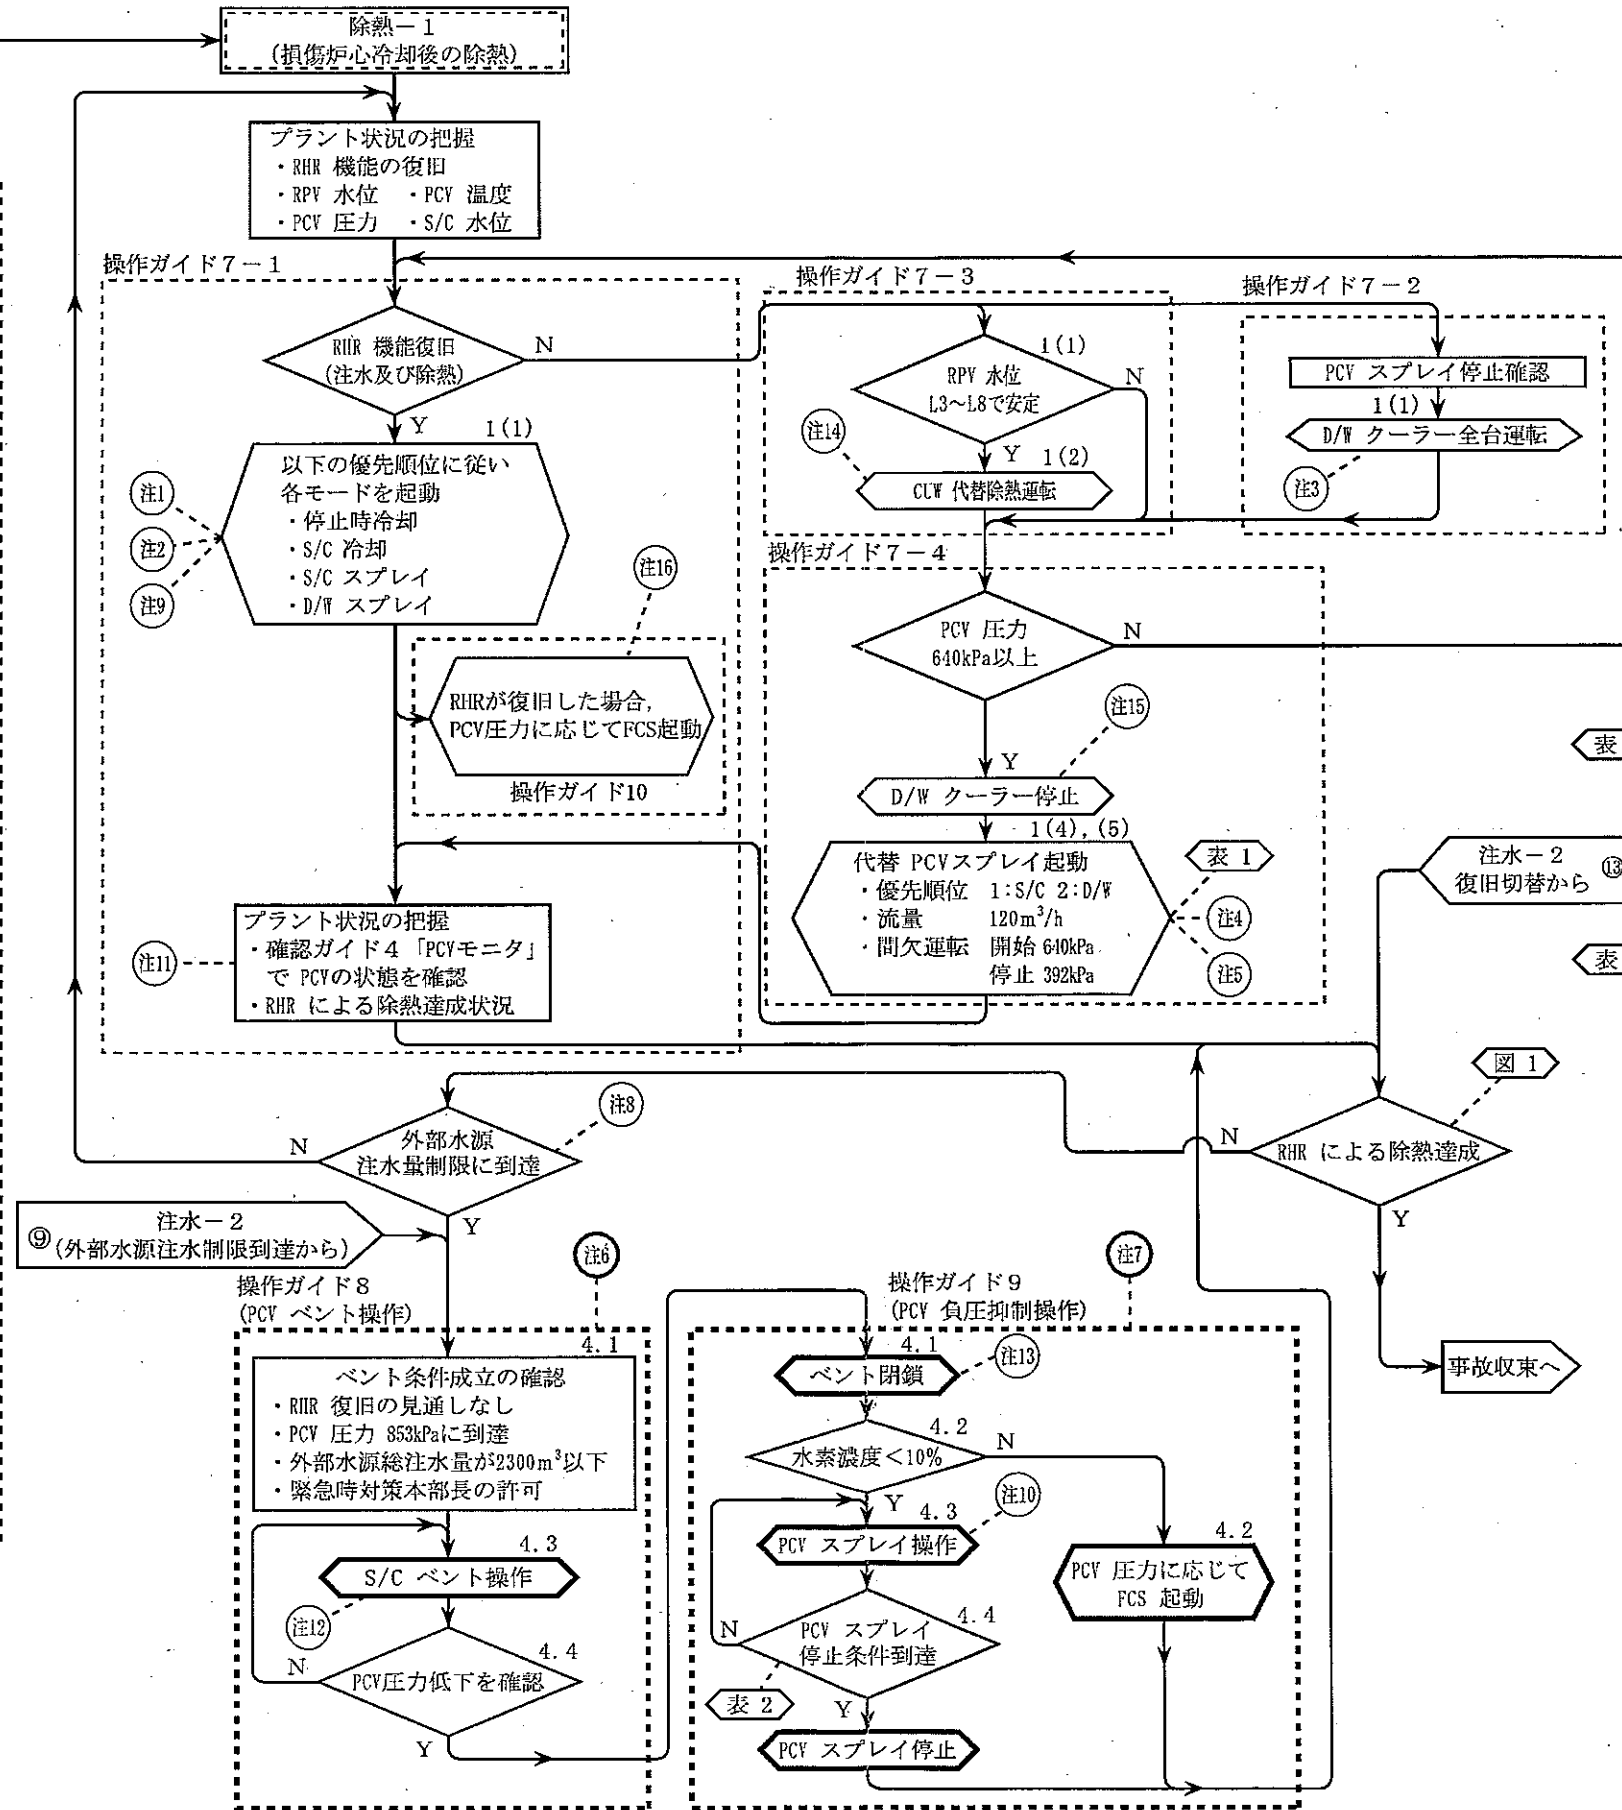 除熱－1
(損傷炉心冷却後の除熱)
プラント状況の把握
・RHR 機能の復旧
・RPV 水位 ・PCV 温度
・PCV 圧力 ・S/C 水位
操作ガイド7－1
RHR 機能復旧
(注水及び除熱)
N
Y
1(1)
以下の優先順位に従い
各モードを起動
・停止時冷却
・S/C 冷却
・S/C スプレイ
・D/W スプレイ
注1
注2
注9
注16
RHRが復旧した場合,
PCV圧力に応じてFCS起動
操作ガイド10
プラント状況の把握
・確認ガイド4「PCVモニタ」
で PCVの状態を確認
・RHR による除熱達成状況
注11
操作ガイド7－3
1(1)
RPV 水位
L3～L8で安定
N
注14
Y
1(2)
CUW 代替除熱運転
操作ガイド7－2
PCV スプレイ停止確認
1(1)
D/W クーラー全台運転
注3
操作ガイド7－4
PCV 圧力
640kPa以上
N
注15
Y
D/W クーラー停止
1(4),(5)
代替 PCVスプレイ起動
・優先順位 1:S/C 2:D/W
・流量 120m³/h
・間欠運転 開始 640kPa
停止 392kPa
表 1
注4
注5
表
表
注水－2
復旧切替から ⑬
図 1
RHR による除熱達成
N
Y
事故収束へ
注8
外部水源
注水量制限に到達
N
Y
注水－2
⑨(外部水源注水制限到達から)
操作ガイド8
(PCV ベント操作)
注6
4.1
ベント条件成立の確認
・RHR 復旧の見通しなし
・PCV 圧力 853kPaに到達
・外部水源総注水量が2300m³以下
・緊急時対策本部長の許可
4.3
S/C ベント操作
注12
4.4
PCV圧力低下を確認
N
Y
操作ガイド9
(PCV 負圧抑制操作)
注7
4.1
ベント閉鎖
注13
4.2
水素濃度＜10%
N
Y
注10
4.3
PCV スプレイ操作
4.4
PCV スプレイ
停止条件到達
N
表 2
Y
PCV スプレイ停止
4.2
PCV 圧力に応じて
FCS 起動